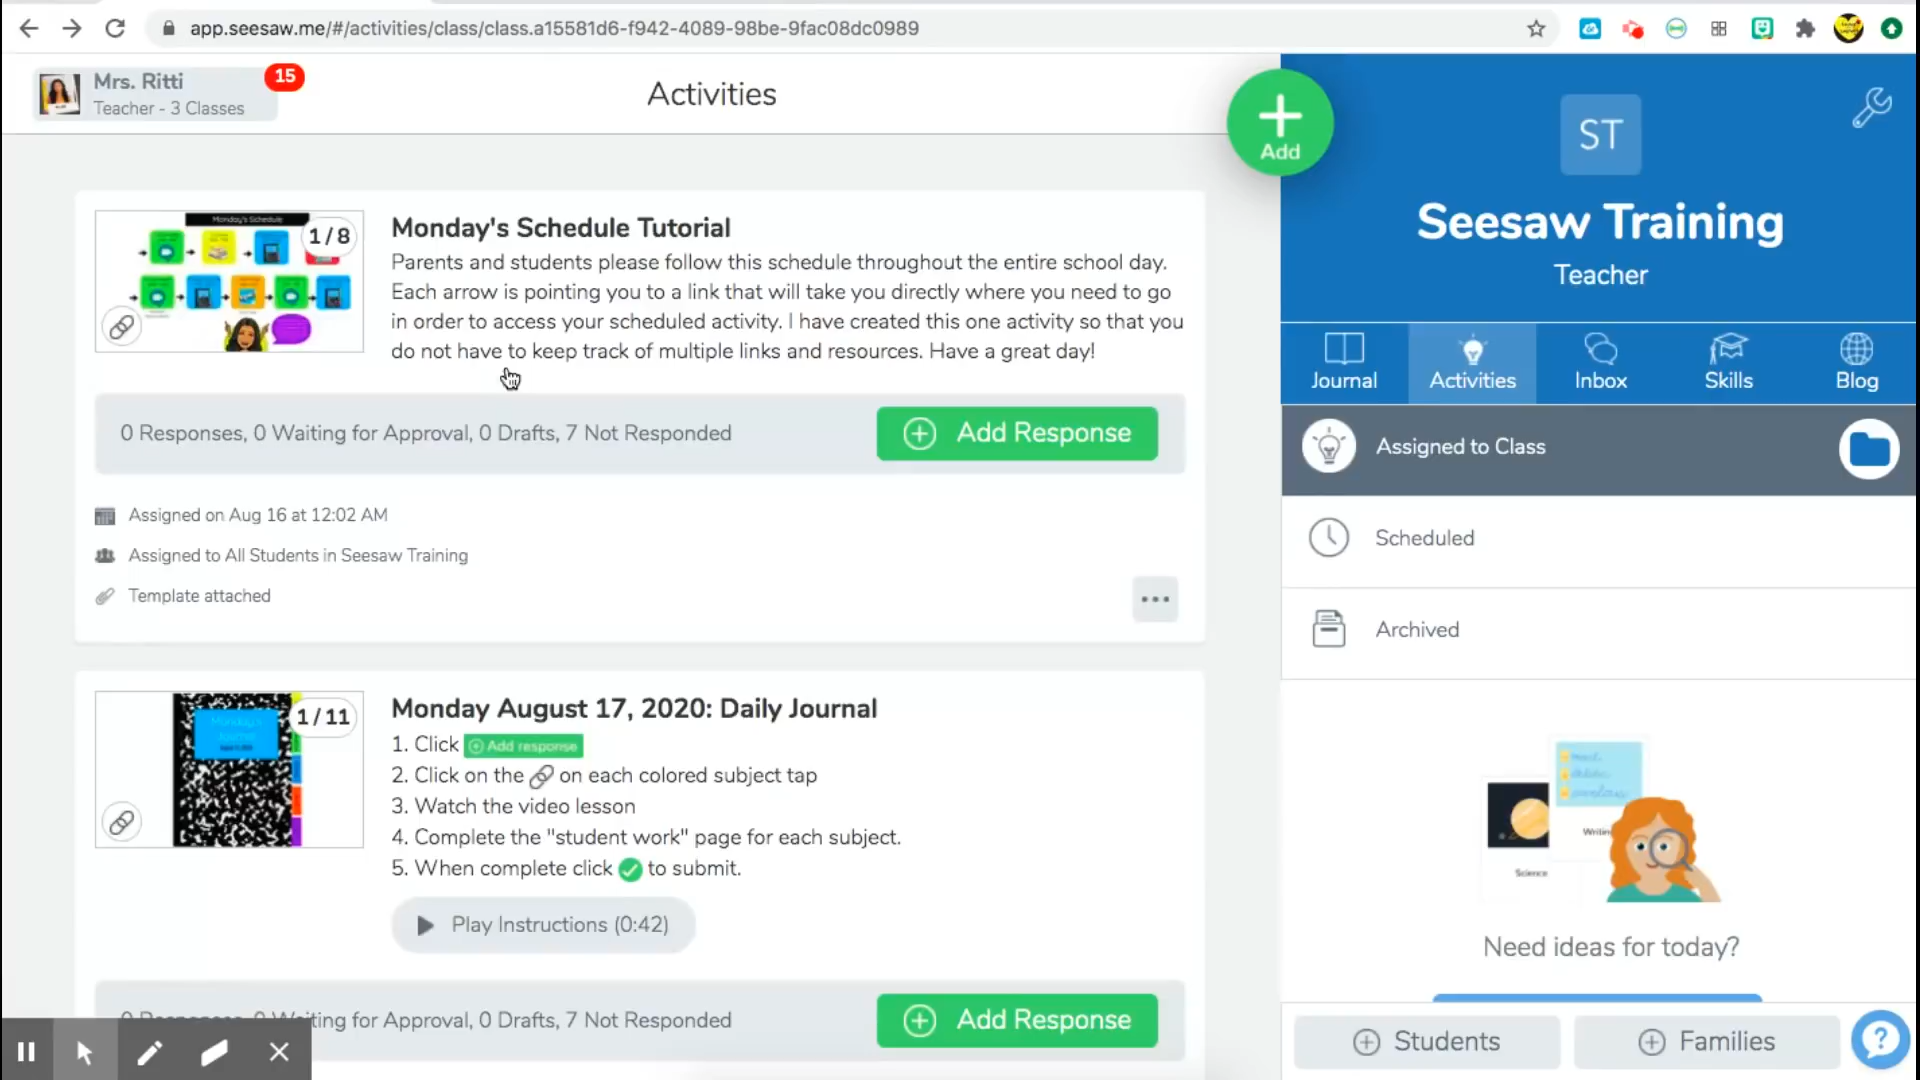 app.seesaw.me/#/activities/class/class.a15581d6-f942-4089-98be-9fac08dc0989
Mrs. Ritti
Teacher - 3 Classes
15
Activities
Add
ST
Seesaw Training
Teacher
Journal
Activities
Inbox
Skills
Blog
Assigned to Class
Scheduled
Archived
Monday's Schedule
1 / 8
Monday's Schedule Tutorial
Parents and students please follow this schedule throughout the entire school day.
Each arrow is pointing you to a link that will take you directly where you need to go
in order to access your scheduled activity. I have created this one activity so that you
do not have to keep track of multiple links and resources. Have a great day!
0 Responses, 0 Waiting for Approval, 0 Drafts, 7 Not Responded
Add Response
Assigned on Aug 16 at 12:02 AM
Assigned to All Students in Seesaw Training
Template attached
Monday's
Journal
1 / 11
Monday August 17, 2020: Daily Journal
1. Click Add response
2. Click on the on each colored subject tap
3. Watch the video lesson
4. Complete the "student work" page for each subject.
5. When complete click to submit.
Play Instructions (0:42)
0 Responses, 0 Waiting for Approval, 0 Drafts, 7 Not Responded
Add Response
Science
Need ideas for today?
Students
Families
?